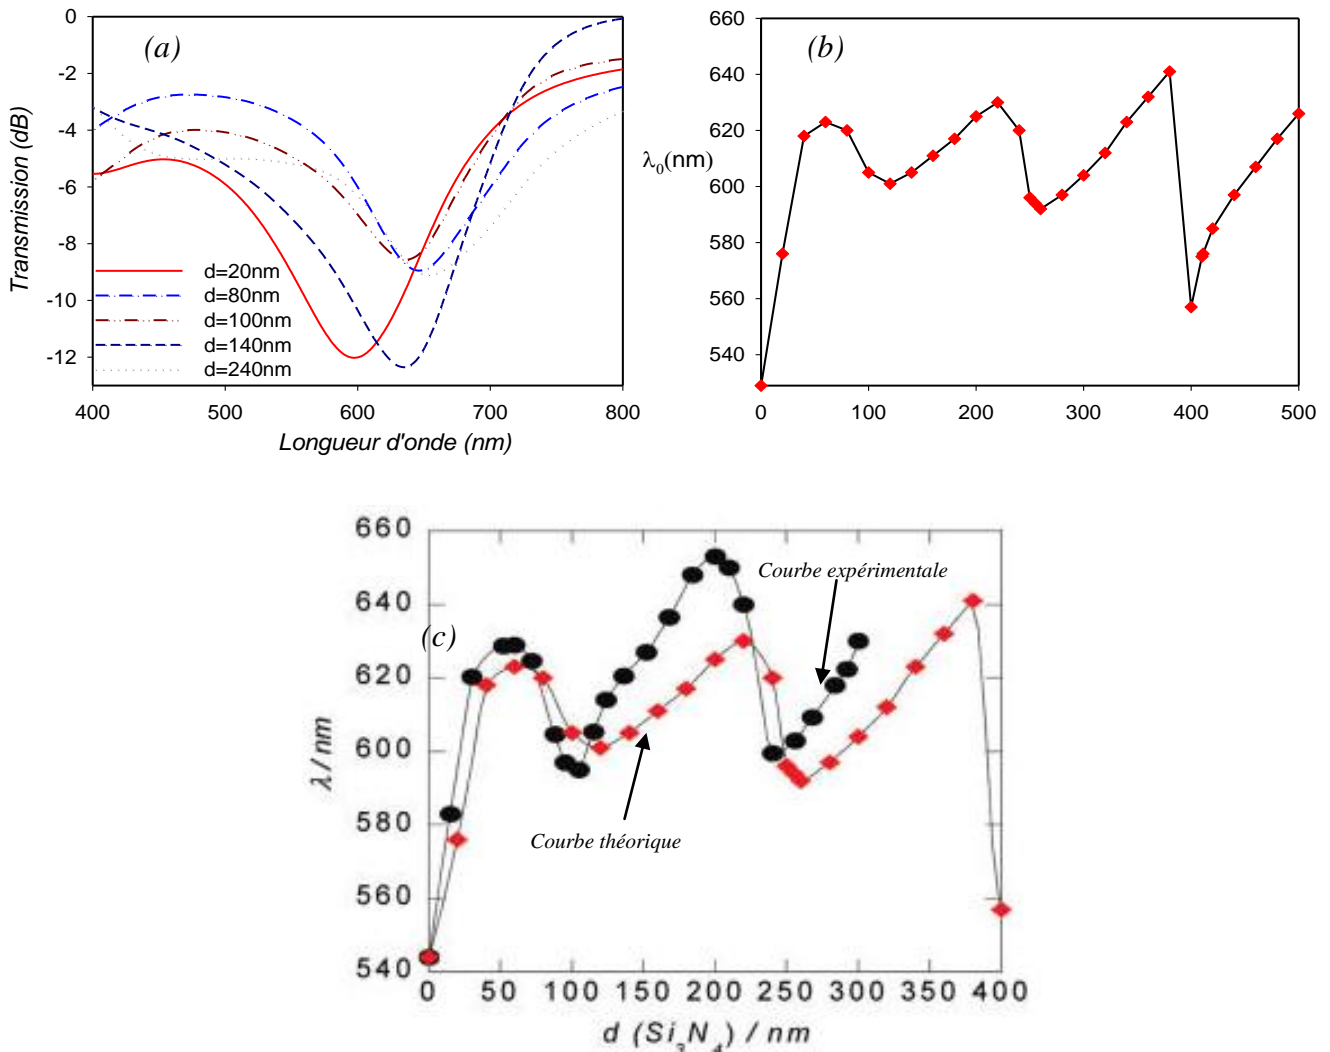 (a)
0
-2
-4
-6
-8
-10
-12
Transmission (dB)
d=20nm
d=80nm
d=100nm
d=140nm
d=240nm
400 500 600 700 800
Longueur d'onde (nm)
(b)
660
640
620
600
580
560
540
λ0(nm)
0 100 200 300 400 500
(c)
660
640
620
600
580
560
540
λ/nm
Courbe expérimentale
Courbe théorique
0 50 100 150 200 250 300 350 400
d (Si3N4) / nm